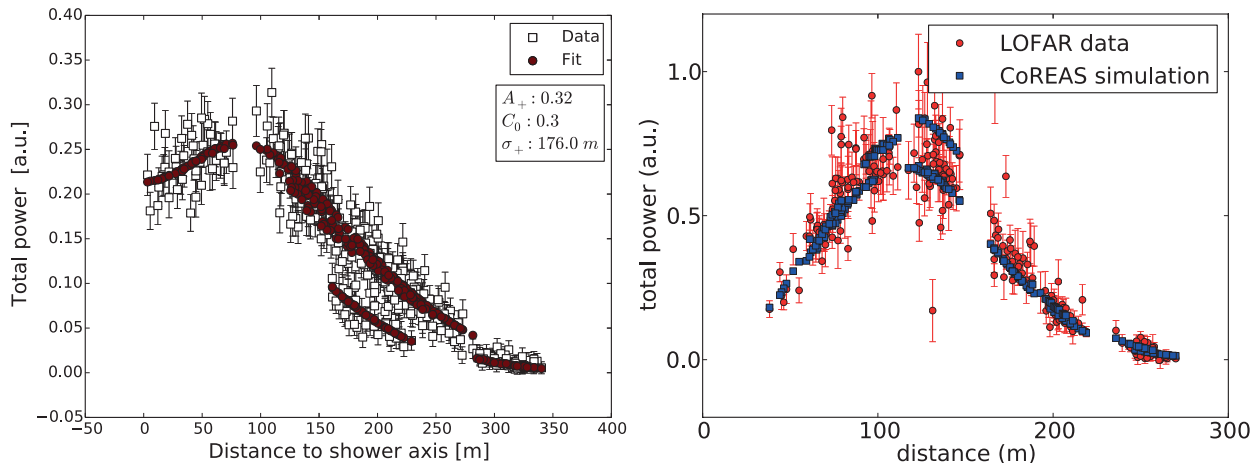 0.40
0.35
0.30
0.25
0.20
0.15
0.10
0.05
0.00
−0.05
Total power [a.u.]
Data
Fit
A+ : 0.32
C0 : 0.3
σ+ : 176.0 m
−50 0 50 100 150 200 250 300 350 400
Distance to shower axis [m]
1.0
0.5
0.0
total power (a.u.)
LOFAR data
CoREAS simulation
0 100 200 300
distance (m)